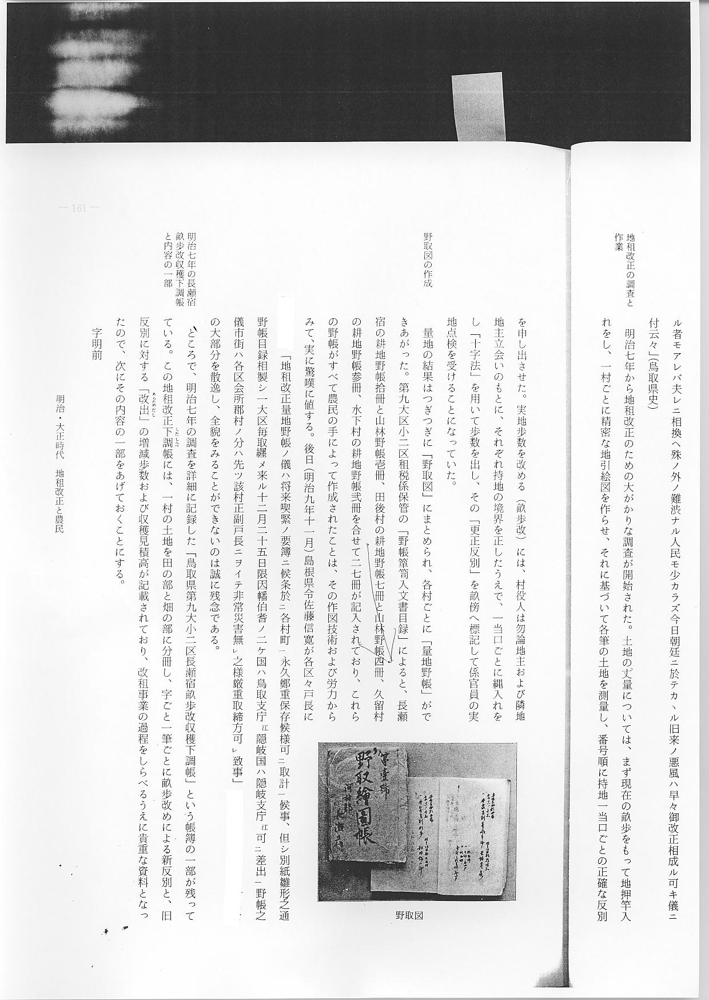 ル者モアレバ夫レニ相換ヘ殊ノ外ノ難渋ナル人民モ少カラズ今日朝廷ニ於テカヽル旧来ノ悪風ハ早々御改正相成ル可キ儀ニ
付云々」(鳥取県史)
地租改正の調査と
作業
明治七年から地租改正のための大がかりな調査が開始された。土地の丈量については、まず現在の畝歩をもって地押竿入
れをし、一村ごとに精密な地引絵図を作らせ、それに基づいて各筆の土地を測量し、番号順に持地一当口ごとの正確な反別
を申し出させた。実地歩数を改める(畝歩改)には、村役人は勿論地主および隣地
地主立会いのもとに、それぞれ持地の境界を正したうえで、一当口ごとに縄入れを
し「十字法」を用いて歩数を出し、その「更正反別」を畝傍へ標記して係官員の実
地点検を受けることになっていた。
野取図の作成
量地の結果はつぎつぎに「野取図」にまとめられ、各村ごとに「量地野帳」がで
きあがった。第九大区小二区租税係保管の「野帳簞笥入文書目録」によると、長瀬
宿の耕地野帳拾冊と山林野帳壱冊、田後村の耕地野帳七冊と山林野帳四冊、久留村
の耕地野帳参冊、水下村の耕地野帳弐冊を合せて二七冊が記入されており、これら
の野帳がすべて農民の手によって作成されたことは、その作図技術および労力から
みて、実に驚嘆に値する。後日(明治九年十一月)島根県令佐藤信寛が各区々戸長に
「地租改正量地野帳ノ儀ハ将来喫緊ノ要簿ニ候条於ニ各村町一永久鄭重保存候様可ニ取計一候事、但シ別紙雛形之通
野帳目録相製シ一大区毎取纒メ来ル十二月二十五日限因幡伯耆ノ二ケ国ハ鳥取支庁江隠岐国ハ隠岐支庁江可ニ差出一野帳之
儀市街ハ各区会所郡村ノ分ハ先ツ該村正副戸長ニヲイテ非常災害無レ之様厳重取締方可レ致事」
の大部分を散逸し、全貌をみることができないのは誠に残念である。
明治七年の長瀬宿
畝歩改収穫下調帳
と内容の一部
ところで、明治七年の調査を詳細に記録した「鳥取県第九大小二区長瀬宿畝歩改収穫下調帳」という帳簿の一部が残って
ている。この地租改正下調帳には、一村の土地を田の部と畑の部に分冊し、字ごと一筆ごとに畝歩改めによる新反別と、旧
したしらべ
反別に対する「改出」の増減歩数および収穫見積高が記載されており、改租事業の過程をしらべるうえに貴重な資料となっ
あらためだし
たので、次にその内容の一部をあげておくことにする。
字明前
明治・大正時代 地租改正と農民
― 161 ―
第壹號
野取繪圖帳
河村郡
野取図